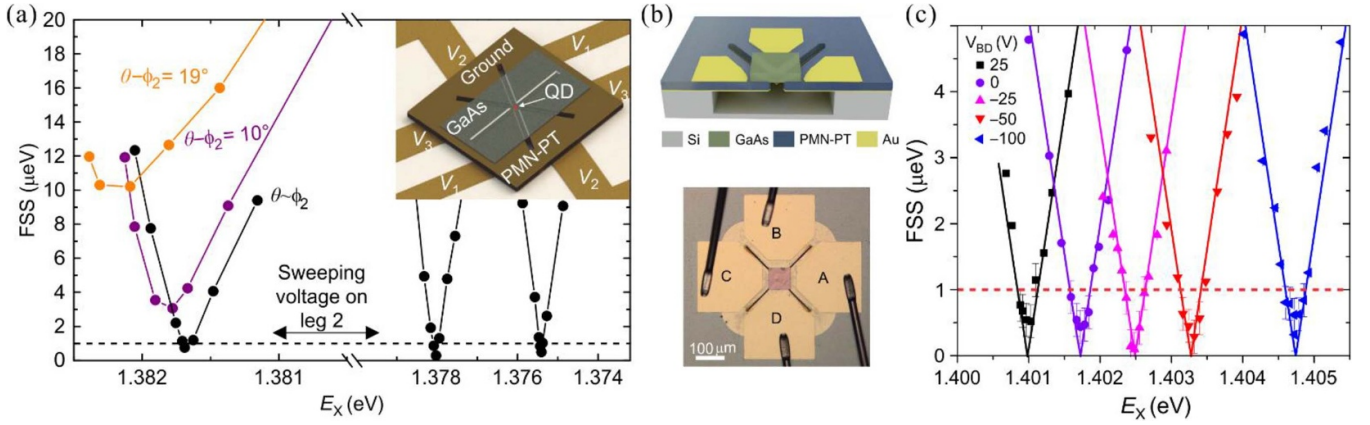 (a)
20
18
16
14
12
10
8
6
4
2
0
FSS (μeV)
θ−ϕ₂ = 19°
θ−ϕ₂ = 10°
θ~ϕ₂
Sweeping
voltage on
leg 2
1.382
1.381
1.378
1.376
1.374
E_X (eV)
V₂
Ground
V₁
V₃
GaAs
QD
V₃
PMN-PT
V₁
V₂
(b)
Si GaAs PMN-PT Au
B
C
A
D
100 μm
(c)
5
4
3
2
1
0
FSS (μeV)
V_BD (V)
25
0
−25
−50
−100
1.400
1.401
1.402
1.403
1.404
1.405
E_X (eV)